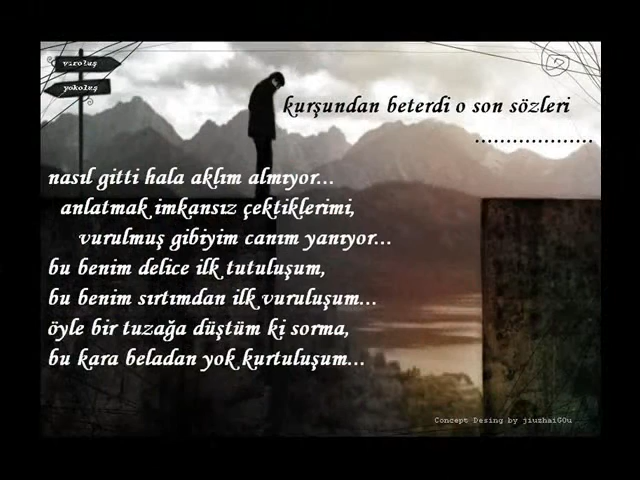 varoluş
yokoluş
kurşundan beterdi o son sözleri
...................
nasıl gitti hala aklım almıyor...
anlatmak imkansız çektiklerimi,
vurulmuş gibiyim canım yanıyor...
bu benim delice ilk tutuluşum,
bu benim sırtımdan ilk vuruluşum...
öyle bir tuzağa düştüm ki sorma,
bu kara beladan yok kurtuluşum...
Concept Desing by jiuzhaiG0u